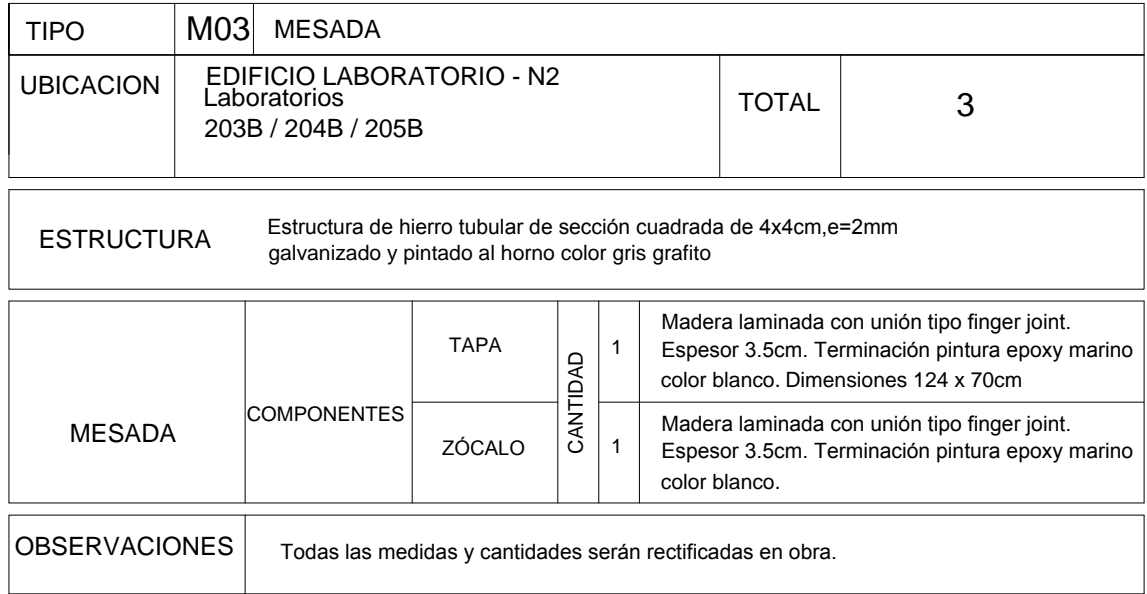 TIPO M03 MESADA
UBICACION
EDIFICIO LABORATORIO - N2
Laboratorios
203B / 204B / 205B
TOTAL 3
ESTRUCTURA
Estructura de hierro tubular de sección cuadrada de 4x4cm,e=2mm
galvanizado y pintado al horno color gris grafito
MESADA
COMPONENTES
CANTIDAD
TAPA
1
Madera laminada con unión tipo finger joint.
Espesor 3.5cm. Terminación pintura epoxy marino
color blanco. Dimensiones 124 x 70cm
ZÓCALO
1
Madera laminada con unión tipo finger joint.
Espesor 3.5cm. Terminación pintura epoxy marino
color blanco.
OBSERVACIONES
Todas las medidas y cantidades serán rectificadas en obra.